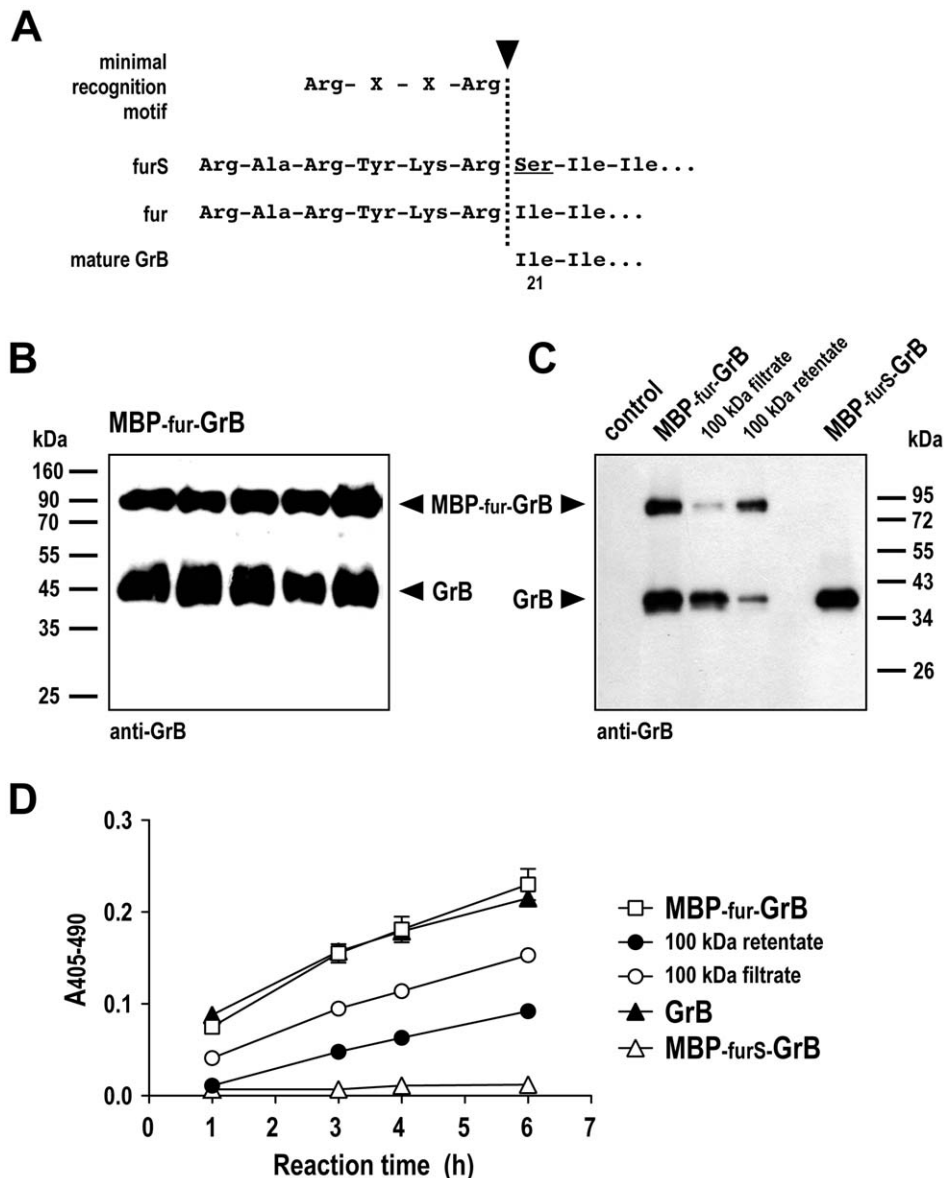 A
minimal
recognition
motif
Arg- X - X -Arg
furS Arg-Ala-Arg-Tyr-Lys-Arg Ser-Ile-Ile...
fur Arg-Ala-Arg-Tyr-Lys-Arg Ile-Ile...
mature GrB Ile-Ile...
21
B
MBP-fur-GrB
kDa
160
90
70
55
45
35
25
anti-GrB
MBP-fur-GrB
GrB
C
control
MBP-fur-GrB
100 kDa filtrate
100 kDa retentate
MBP-furS-GrB
kDa
95
72
55
43
34
26
anti-GrB
D
A405-490
0.3
0.2
0.1
0.0
0 1 2 3 4 5 6 7
Reaction time (h)
MBP-fur-GrB
100 kDa retentate
100 kDa filtrate
GrB
MBP-furS-GrB